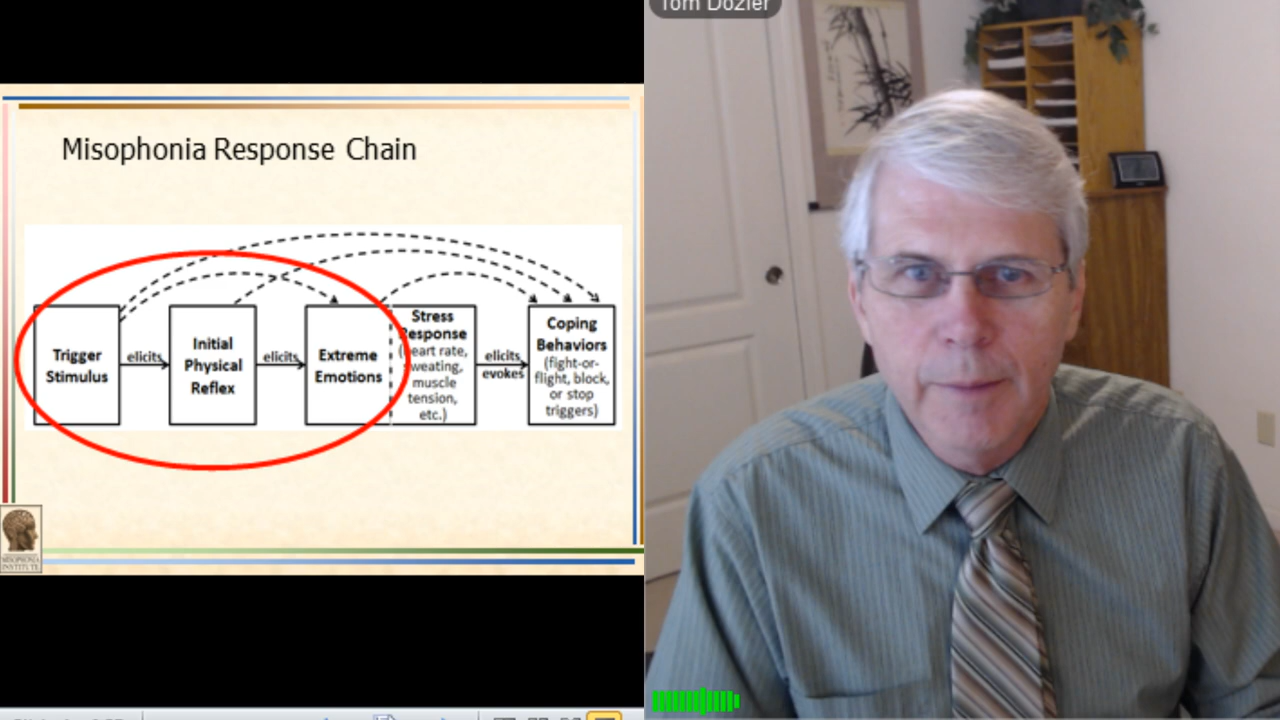 Tom Dozier
Misophonia Response Chain
Trigger
Stimulus
elicits
Initial
Physical
Reflex
elicits
Extreme
Emotions
Stress
Response
(heart rate,
sweating,
muscle
tension,
etc.)
elicits
evokes
Coping
Behaviors
(fight-or-
flight, block,
or stop
triggers)
MISOPHONIA
INSTITUTE